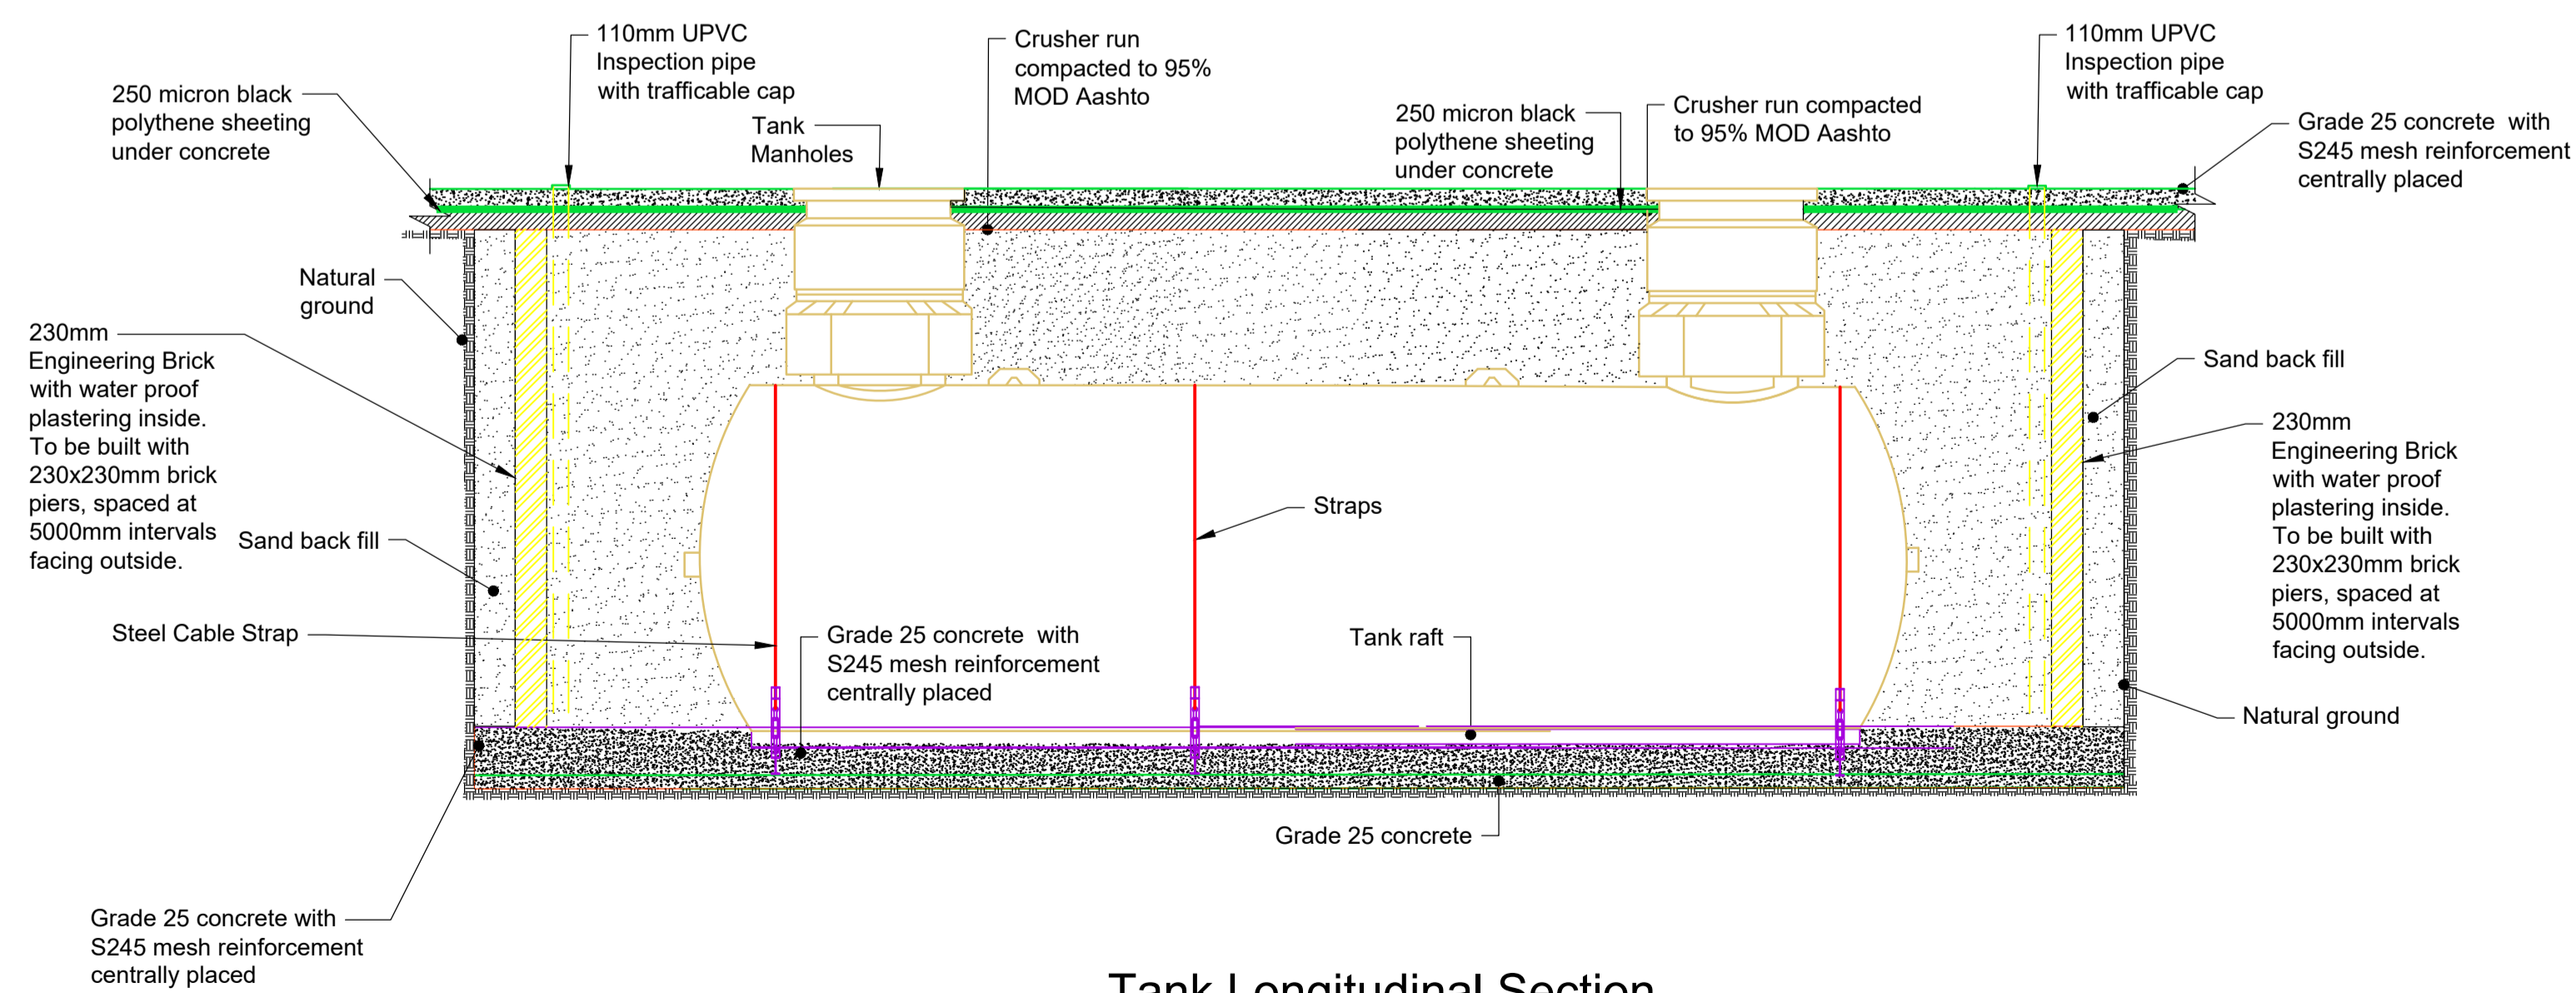 110mm UPVC
Inspection pipe
with trafficable cap
250 micron black
polythene sheeting
under concrete
Tank
Manholes
Crusher run
compacted to 95%
MOD Aashto
250 micron black
polythene sheeting
under concrete
Crusher run compacted
to 95% MOD Aashto
110mm UPVC
Inspection pipe
with trafficable cap
Grade 25 concrete with
S245 mesh reinforcement
centrally placed
Natural
ground
230mm
Engineering Brick
with water proof
plastering inside.
To be built with
230x230mm brick
piers, spaced at
5000mm intervals
facing outside.
Sand back fill
Steel Cable Strap
Grade 25 concrete with
S245 mesh reinforcement
centrally placed
Straps
Tank raft
Sand back fill
230mm
Engineering Brick
with water proof
plastering inside.
To be built with
230x230mm brick
piers, spaced at
5000mm intervals
facing outside.
Natural ground
Grade 25 concrete
Grade 25 concrete with
S245 mesh reinforcement
centrally placed
Tank Longitudinal Section